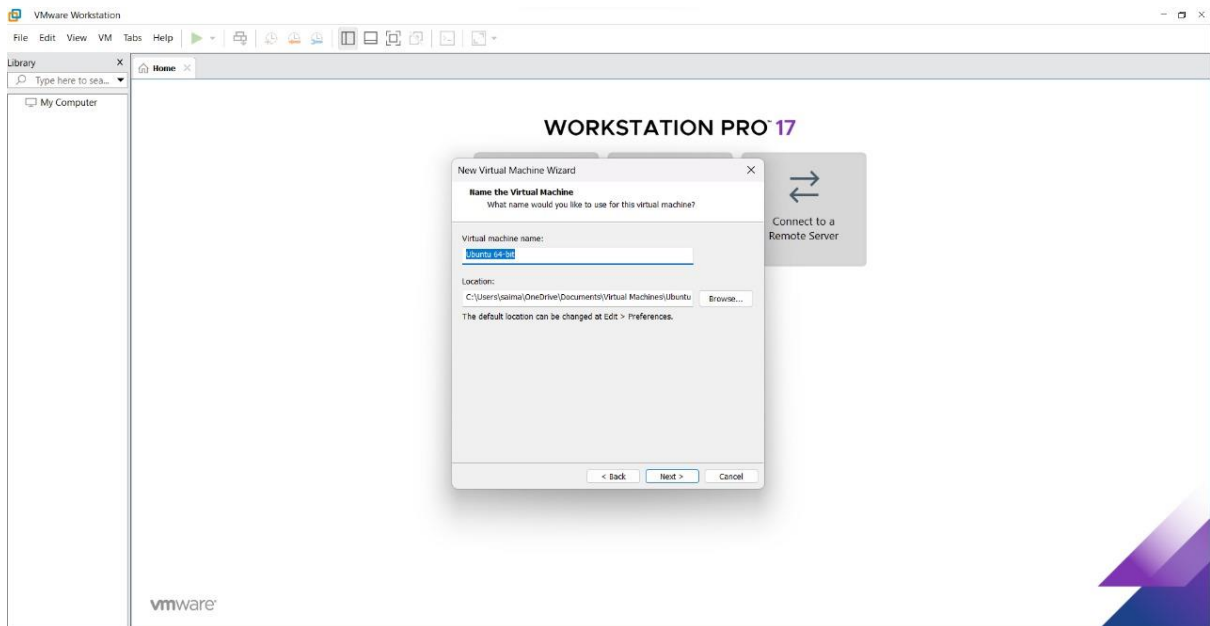 VMware Workstation
File Edit View VM Tabs Help
Library X
Home
Type here to sea...
My Computer
WORKSTATION PRO™ 17
New Virtual Machine Wizard
Name the Virtual Machine
What name would you like to use for this virtual machine?
Connect to a
Remote Server
Virtual machine name:
Ubuntu 64-bit
Location:
C:\Users\saima\OneDrive\Documents\Virtual Machines\Ubuntu Browse...
The default location can be changed at Edit > Preferences.
< Back Next > Cancel
vmware